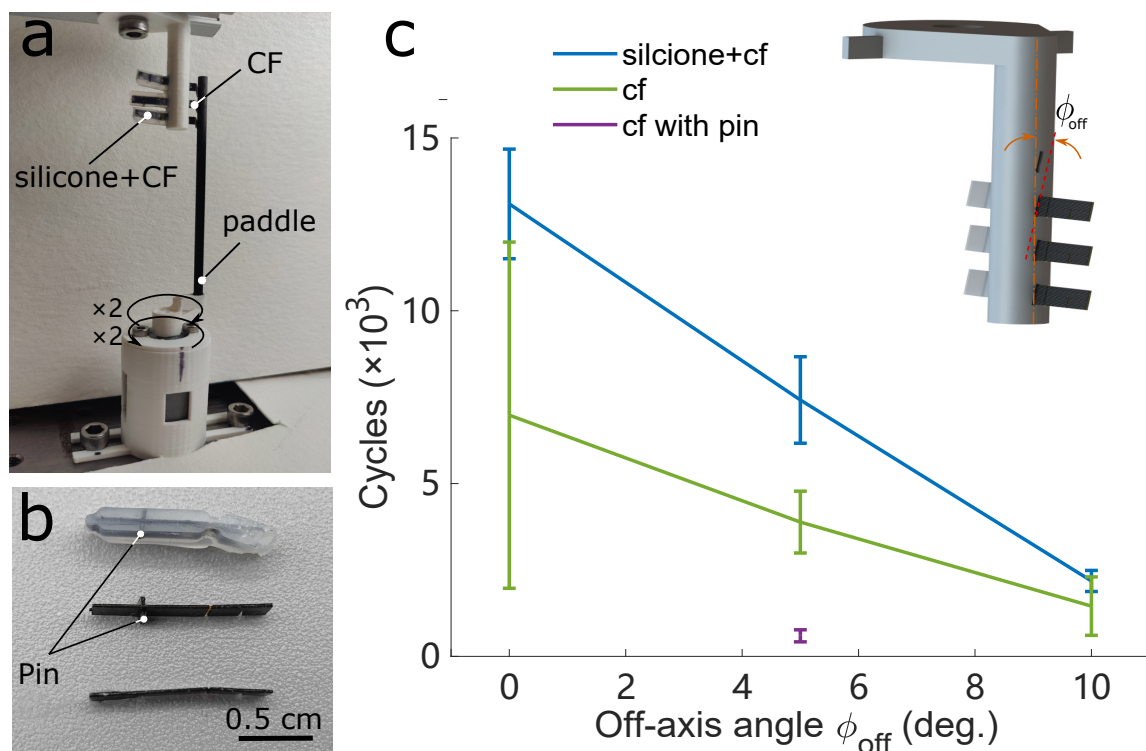 a
CF
silicone+CF
paddle
×2
×2
b
Pin
0.5 cm
c
silcione+cf
cf
cf with pin
ϕoff
15
10
5
0
Cycles (×10³)
0 2 4 6 8 10
Off-axis angle ϕoff (deg.)